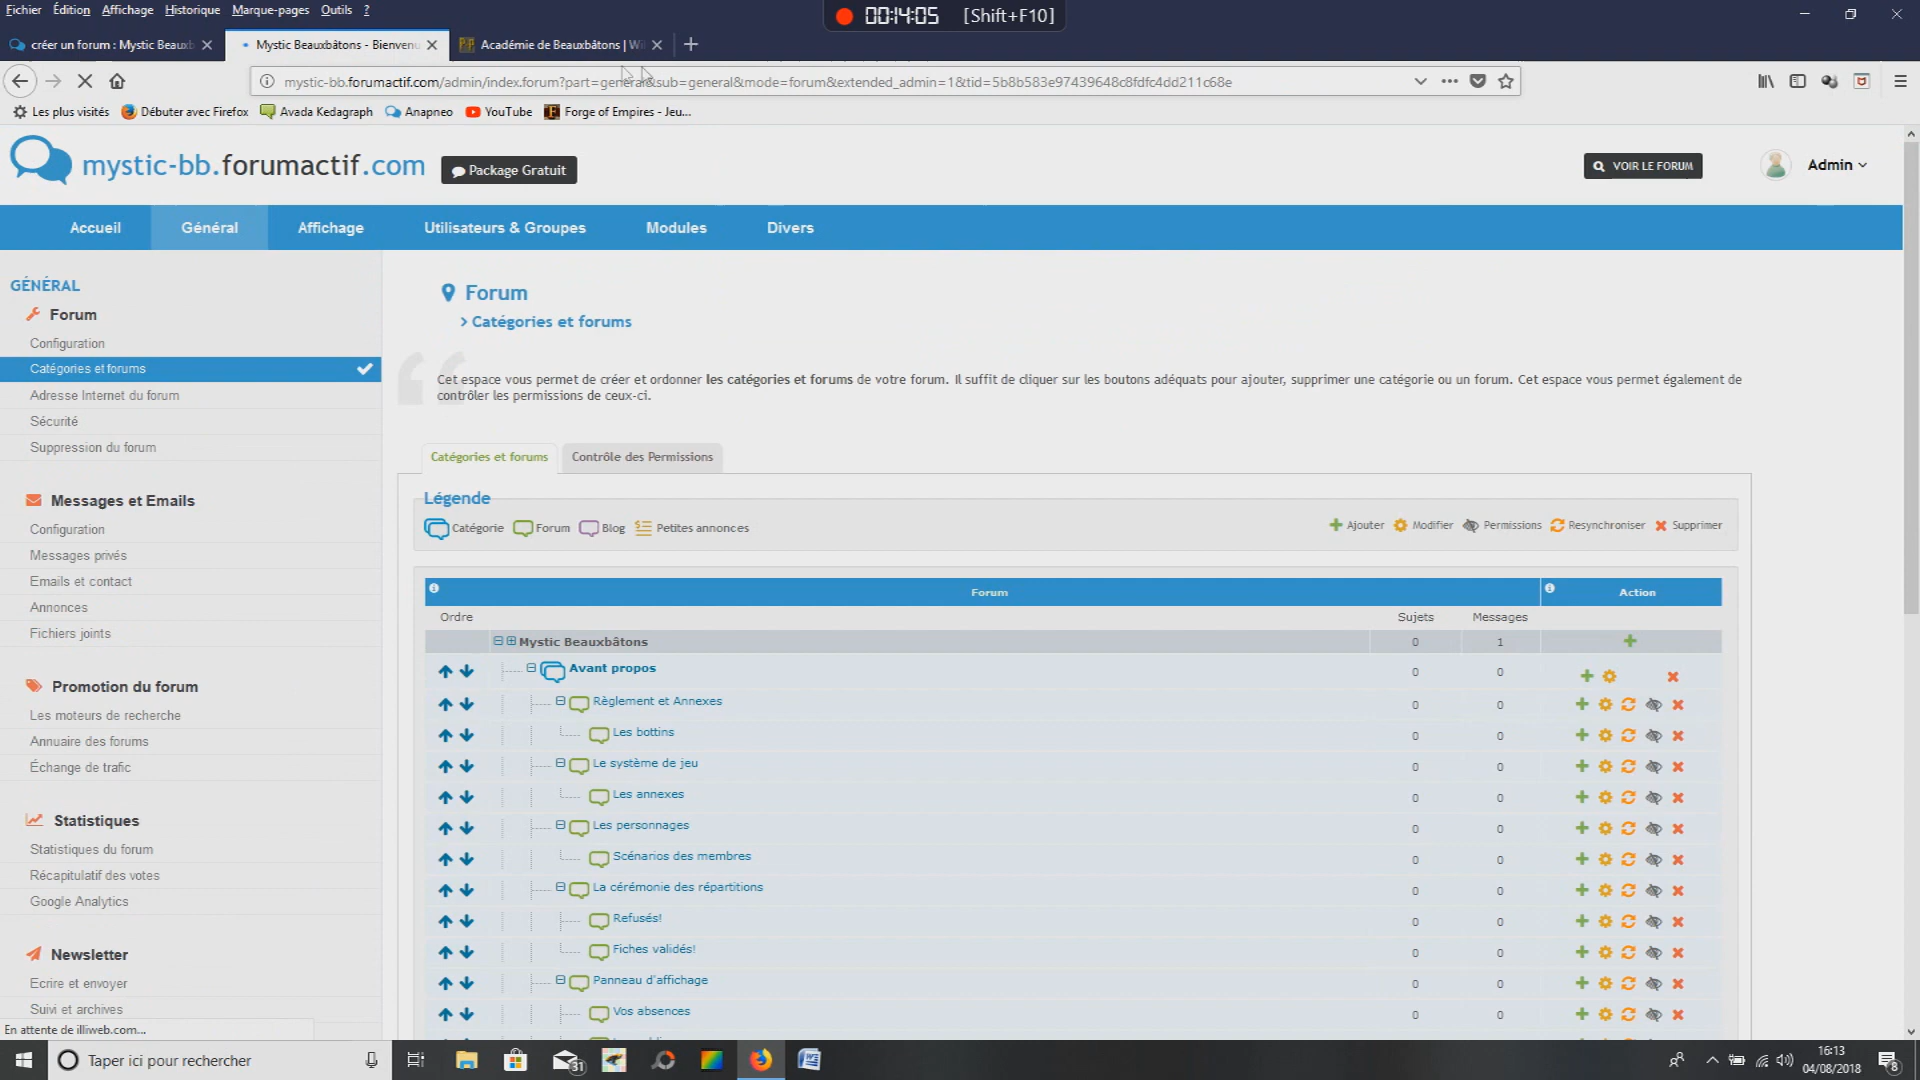 Fichier Édition Affichage Historique Marque-pages Outils ?
00:14:05 [Shift+F10]
créer un forum : Mystic Beauxb
Mystic Beauxbâtons - Bienvenu
Académie de Beauxbâtons | Wi
mystic-bb.forumactif.com/admin/index.forum?part=general&sub=general&mode=forum&extended_admin=1&tid=5b8b583e97439648c8fdfc4dd211c68e
Les plus visités Débuter avec Firefox Avada Kedagraph Anapneo YouTube Forge of Empires - Jeu...
mystic-bb.forumactif.com Package Gratuit VOIR LE FORUM Admin
Accueil Général Affichage Utilisateurs & Groupes Modules Divers
GÉNÉRAL
Forum
Configuration
Catégories et forums
Adresse Internet du forum
Sécurité
Suppression du forum
Messages et Emails
Configuration
Messages privés
Emails et contact
Annonces
Fichiers joints
Promotion du forum
Les moteurs de recherche
Annuaire des forums
Échange de trafic
Statistiques
Statistiques du forum
Récapitulatif des votes
Google Analytics
Newsletter
Ecrire et envoyer
Suivi et archives
En attente de illiweb.com...
Forum
> Catégories et forums
Cet espace vous permet de créer et ordonner les catégories et forums de votre forum. Il suffit de cliquer sur les boutons adéquats pour ajouter, supprimer une catégorie ou un forum. Cet espace vous permet également de
contrôler les permissions de ceux-ci.
Catégories et forums Contrôle des Permissions
Légende
Catégorie Forum Blog Petites annonces Ajouter Modifier Permissions Resynchroniser Supprimer
Forum Action
Ordre Sujets Messages
Mystic Beauxbâtons 0 1
Avant propos 0 0
Règlement et Annexes 0 0
Les bottins 0 0
Le système de jeu 0 0
Les annexes 0 0
Les personnages 0 0
Scénarios des membres 0 0
La cérémonie des répartitions 0 0
Refusés! 0 0
Fiches validés! 0 0
Panneau d'affichage 0 0
Vos absences 0 0
Taper ici pour rechercher
31
16:13
04/08/2018
8